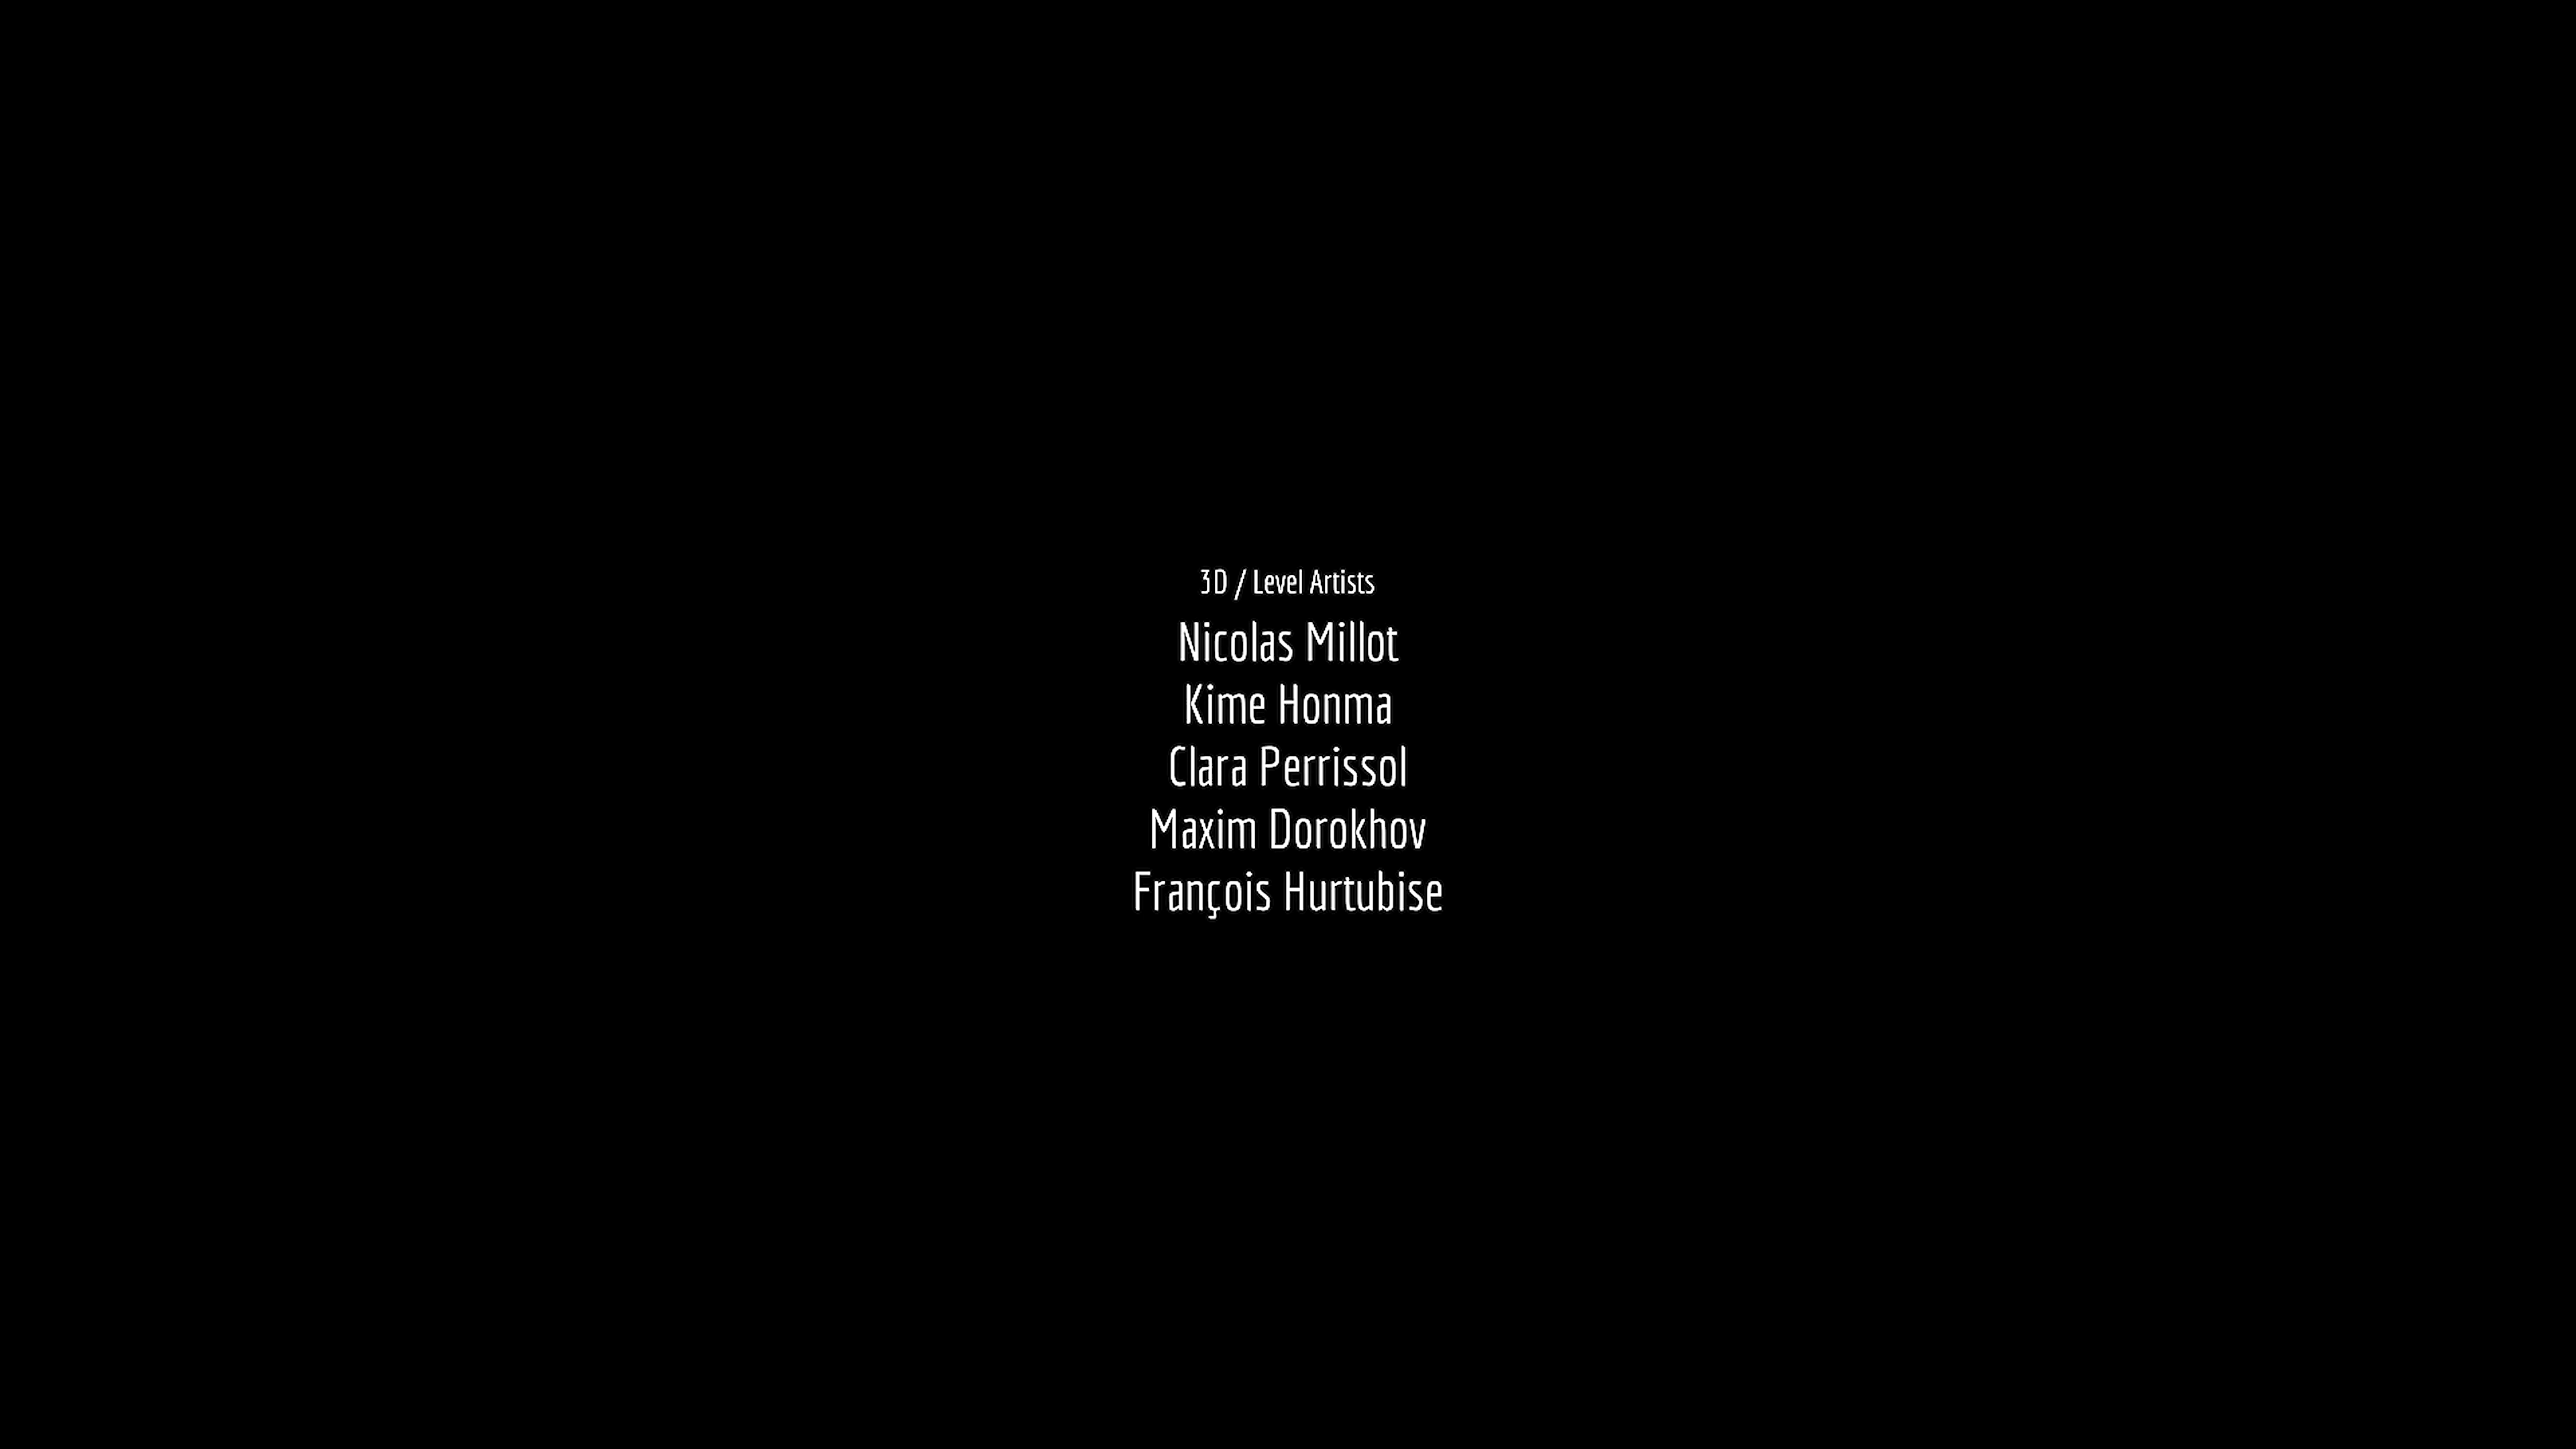 3D / Level Artists
Nicolas Millot
Kime Honma
Clara Perrissol
Maxim Dorokhov
François Hurtubise